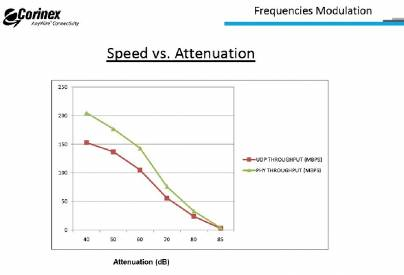 Corinex
AnyWire Connectivity
Frequencies Modulation
Speed vs. Attenuation
250
200
150
100
50
0
40
50
60
70
80
85
UDP THROUGHPUT (MBPS)
PHY THROUGHPUT (MBPS)
Attenuation (dB)